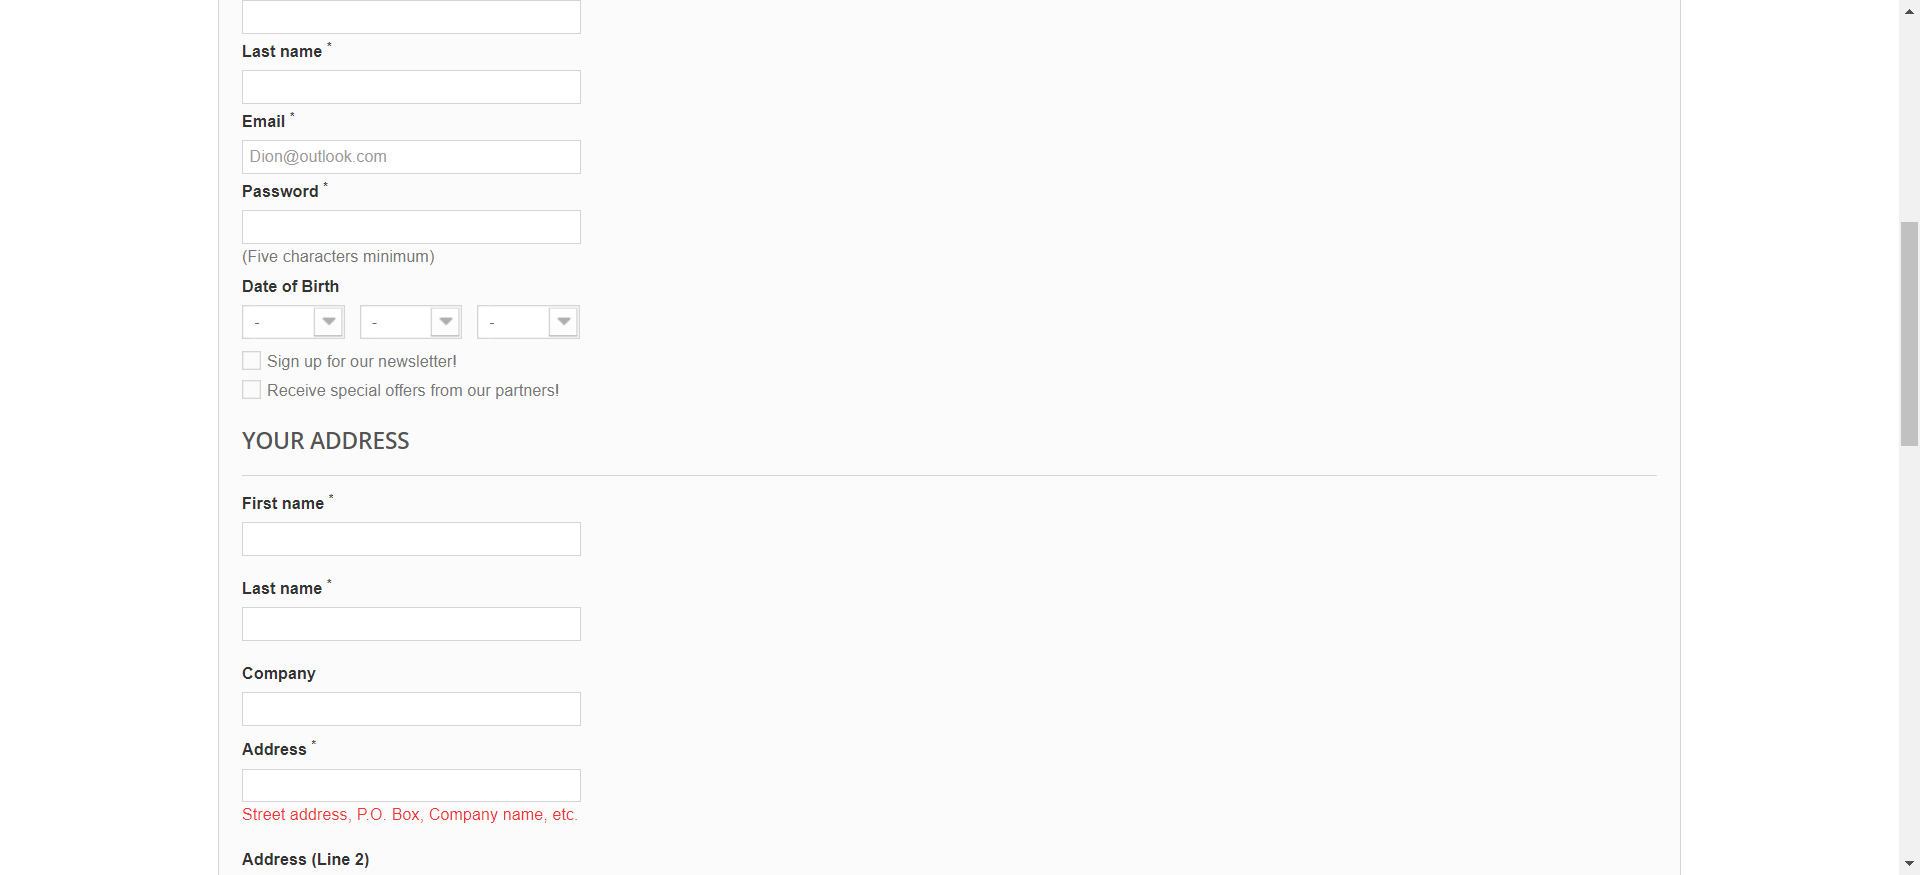 Last name *
Email *
Dion@outlook.com
Password *
(Five characters minimum)
Date of Birth
- - -
Sign up for our newsletter!
Receive special offers from our partners!
YOUR ADDRESS
First name *
Last name *
Company
Address *
Street address, P.O. Box, Company name, etc.
Address (Line 2)